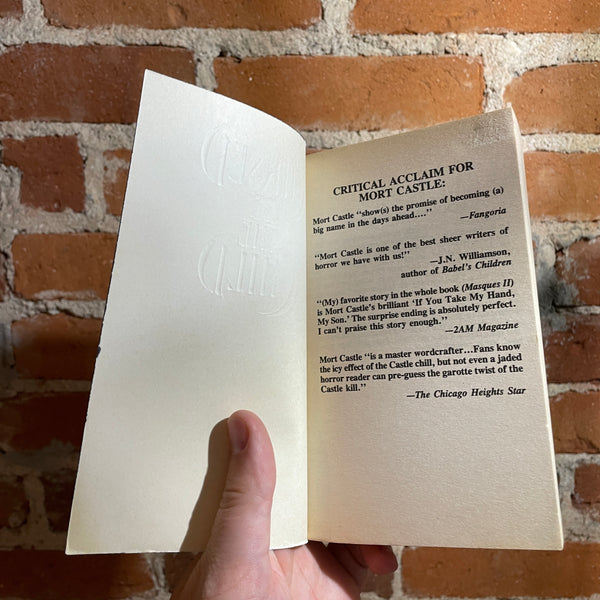 CRITICAL ACCLAIM FOR
MORT CASTLE:
Mort Castle "show(s) the promise of becoming (a)
big name in the days ahead...."
—Fangoria
"Mort Castle is one of the best sheer writers of
horror we have with us!"
—J.N. Williamson,
author of Babel's Children
"(My) favorite story in the whole book (Masques II)
is Mort Castle's brilliant 'If You Take My Hand,
My Son.' The surprise ending is absolutely perfect.
I can't praise this story enough."
—2AM Magazine
Mort Castle "is a master wordcrafter...Fans know
the icy effect of the Castle chill, but not even a jaded
horror reader can pre-guess the garotte twist of the
Castle kill."
—The Chicago Heights Star